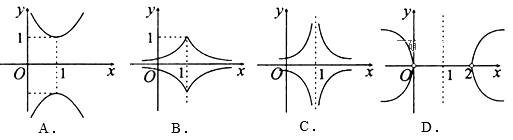 y y y y
1 1
O 1 x O 1 x O 1 x O 1 2 x
A. B. C. D.